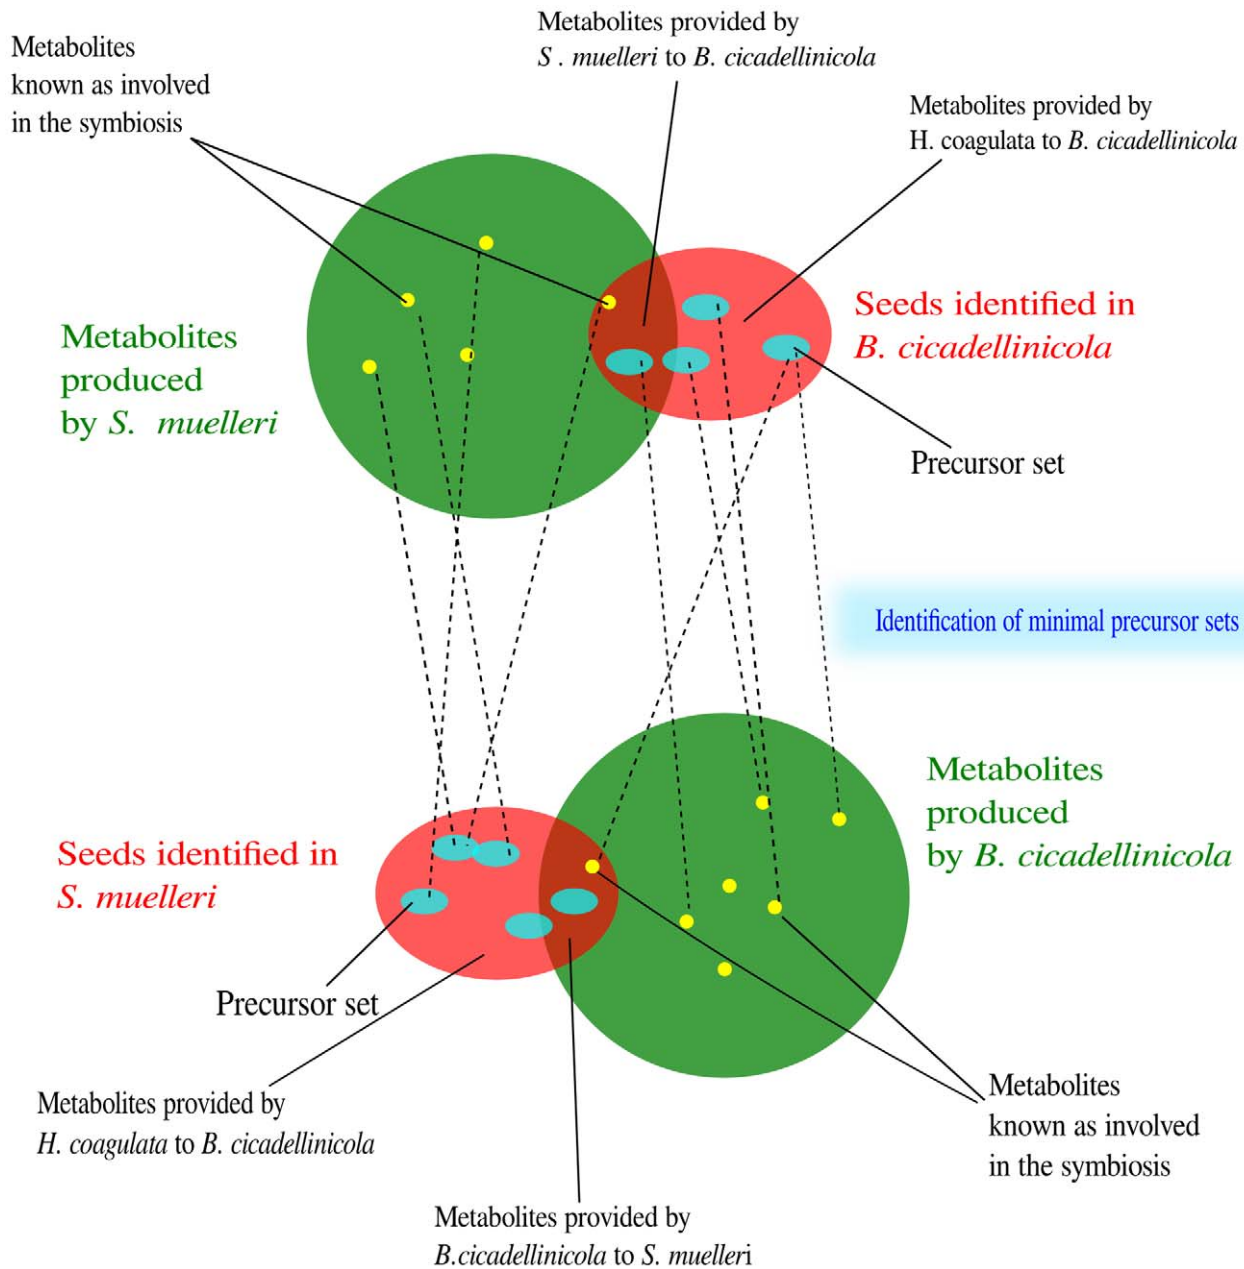 Metabolites
known as involved
in the symbiosis
Metabolites provided by
S . muelleri to B. cicadellinicola
Metabolites provided by
H. coagulata to B. cicadellinicola
Metabolites
produced
by S. muelleri
Seeds identified in
B. cicadellinicola
Precursor set
Identification of minimal precursor sets
Metabolites
produced
by B. cicadellinicola
Seeds identified in
S. muelleri
Precursor set
Metabolites provided by
H. coagulata to B. cicadellinicola
Metabolites
known as involved
in the symbiosis
Metabolites provided by
B.cicadellinicola to S. muelleri